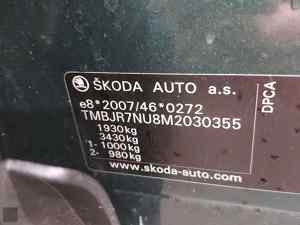 ŠKODA AUTO a.s.
e8*2007/46*0272
TMBJR7NU8M2030355
1930kg
3430kg
1- 1000kg
2- 980kg
www.skoda-auto.com
DPCA